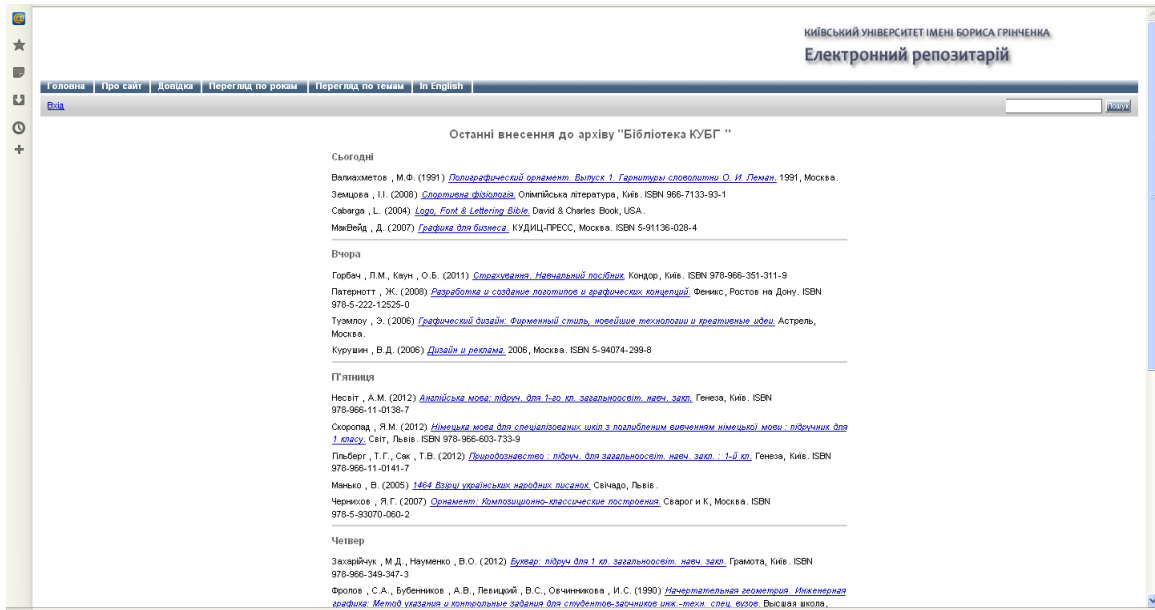 КИЇВСЬКИЙ УНІВЕРСИТЕТ ІМЕНІ БОРИСА ГРІНЧЕНКА
Електронний репозитарій
Головна Про сайт Довідка Перегляд по рокам Перегляд по темам In English
Вхід Пошук
Останні внесення до архіву "Бібліотека КУБГ "
Сьогодні
Валиахметов , М.Ф. (1991) Полиграфический орнамент. Выпуск 1. Гарнитуры словолитни О. И. Леман. 1991, Москва.
Земцова , І.І. (2008) Спортивна фізіологія. Олімпійська література, Київ. ISBN 966-7133-93-1
Cabarga , L. (2004) Logo, Font & Lettering Bible. David & Charles Book, USA.
МакВейд , Д. (2007) Графика для бизнеса. КУДИЦ-ПРЕСС, Москва. ISBN 5-91136-028-4
Вчора
Горбач , Л.М., Каун , О.Б. (2011) Страхування. Навчальний посібник. Кондор, Київ. ISBN 978-966-351-311-9
Патернотт , Ж. (2008) Разработка и создание логотипов и графических концепций. Феникс, Ростов на Дону. ISBN
978-5-222-12525-0
Туэмлоу , Э. (2006) Графический дизайн: Фирменный стиль, новейшие технологии и креативные идеи. Астрель,
Москва.
Курушин , В.Д. (2006) Дизайн и реклама. 2006, Москва. ISBN 5-94074-299-8
П'ятниця
Несвіт , А.М. (2012) Англійська мова: підруч. для 1-го кл. загальноосвіт. навч. закл. Генеза, Київ. ISBN
978-966-11-0138-7
Скоропад , Я.М. (2012) Німецька мова для спеціалізованих шкіл з поглибленим вивченням німецької мови : підручник для
1 класу. Світ, Львів. ISBN 978-966-603-733-9
Гільберг , Т.Г., Сак , Т.В. (2012) Природознавство : підруч. для загальноосвіт. навч. закл. : 1-й кл. Генеза, Київ. ISBN
978-966-11-0141-7
Манько , В. (2005) 1464 Взірці українських народних писанок. Свічадо, Львів.
Чернихов , Я.Г. (2007) Орнамент: Композиционно-классические построения. Сварог и К, Москва. ISBN
978-5-93070-060-2
Четвер
Захарійчук , М.Д., Науменко , В.О. (2012) Буквар: підруч для 1 кл. загальноосвіт. навч. закл. Грамота, Київ. ISBN
978-966-349-347-3
Фролов , С.А., Бубенников , А.В., Левицкий , В.С., Овчинникова , И.С. (1990) Начертательная геометрия. Инженерная
графика: Метод указания и контрольные задания для студентов-заочников инж.-техн. спец. вузов. Высшая школа,